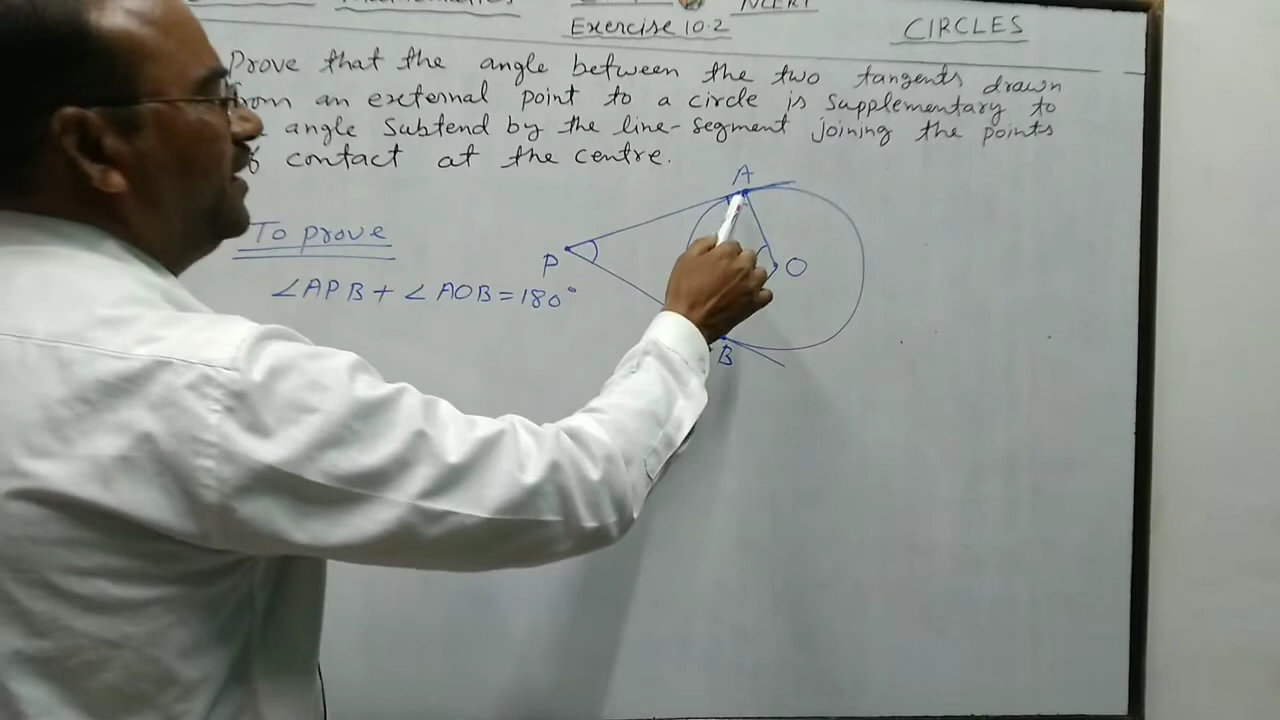 NCERT
Exercise 10.2
CIRCLES
Prove that the angle between the two tangents drawn
an external point to a circle is supplementary to
angle Subtend by the line-segment joining the points
contact at the centre.
To prove
∠APB + ∠AOB = 180°
A
P
O
B